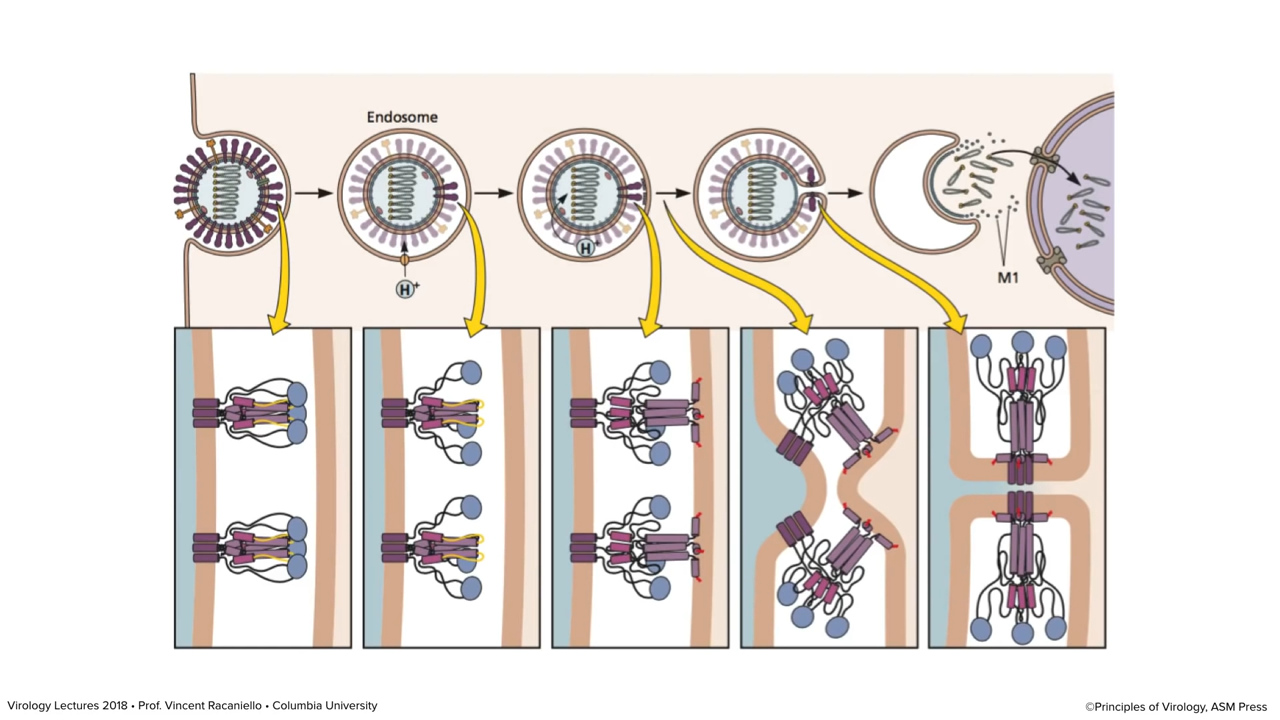 Endosome
H+
H+
M1
Virology Lectures 2018 • Prof. Vincent Racaniello • Columbia University
©Principles of Virology, ASM Press